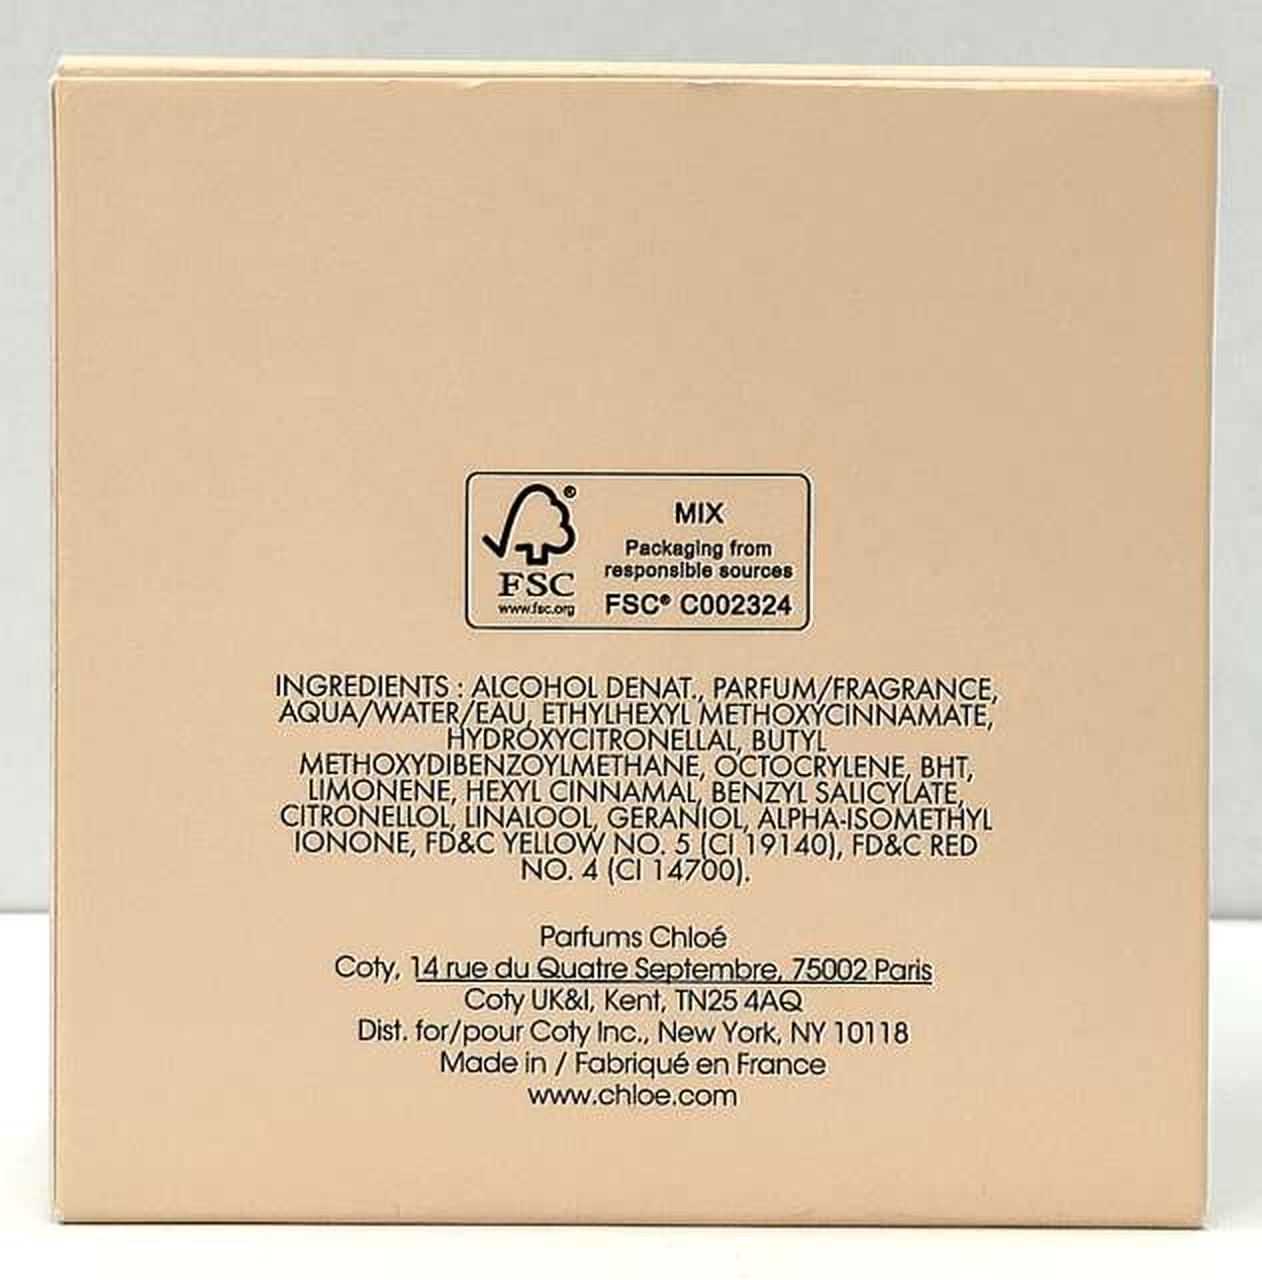 MIX
Packaging from
responsible sources
FSC® C002324
®
FSC
www.fsc.org
INGREDIENTS : ALCOHOL DENAT., PARFUM/FRAGRANCE,
AQUA/WATER/EAU, ETHYLHEXYL METHOXYCINNAMATE,
HYDROXYCITRONELLAL, BUTYL
METHOXYDIBENZOYLMETHANE, OCTOCRYLENE, BHT,
LIMONENE, HEXYL CINNAMAL, BENZYL SALICYLATE,
CITRONELLOL, LINALOOL, GERANIOL, ALPHA-ISOMETHYL
IONONE, FD&C YELLOW NO. 5 (CI 19140), FD&C RED
NO. 4 (CI 14700).
Parfums Chloé
Coty, 14 rue du Quatre Septembre, 75002 Paris
Coty UK&I, Kent, TN25 4AQ
Dist. for/pour Coty Inc., New York, NY 10118
Made in / Fabriqué en France
www.chloe.com